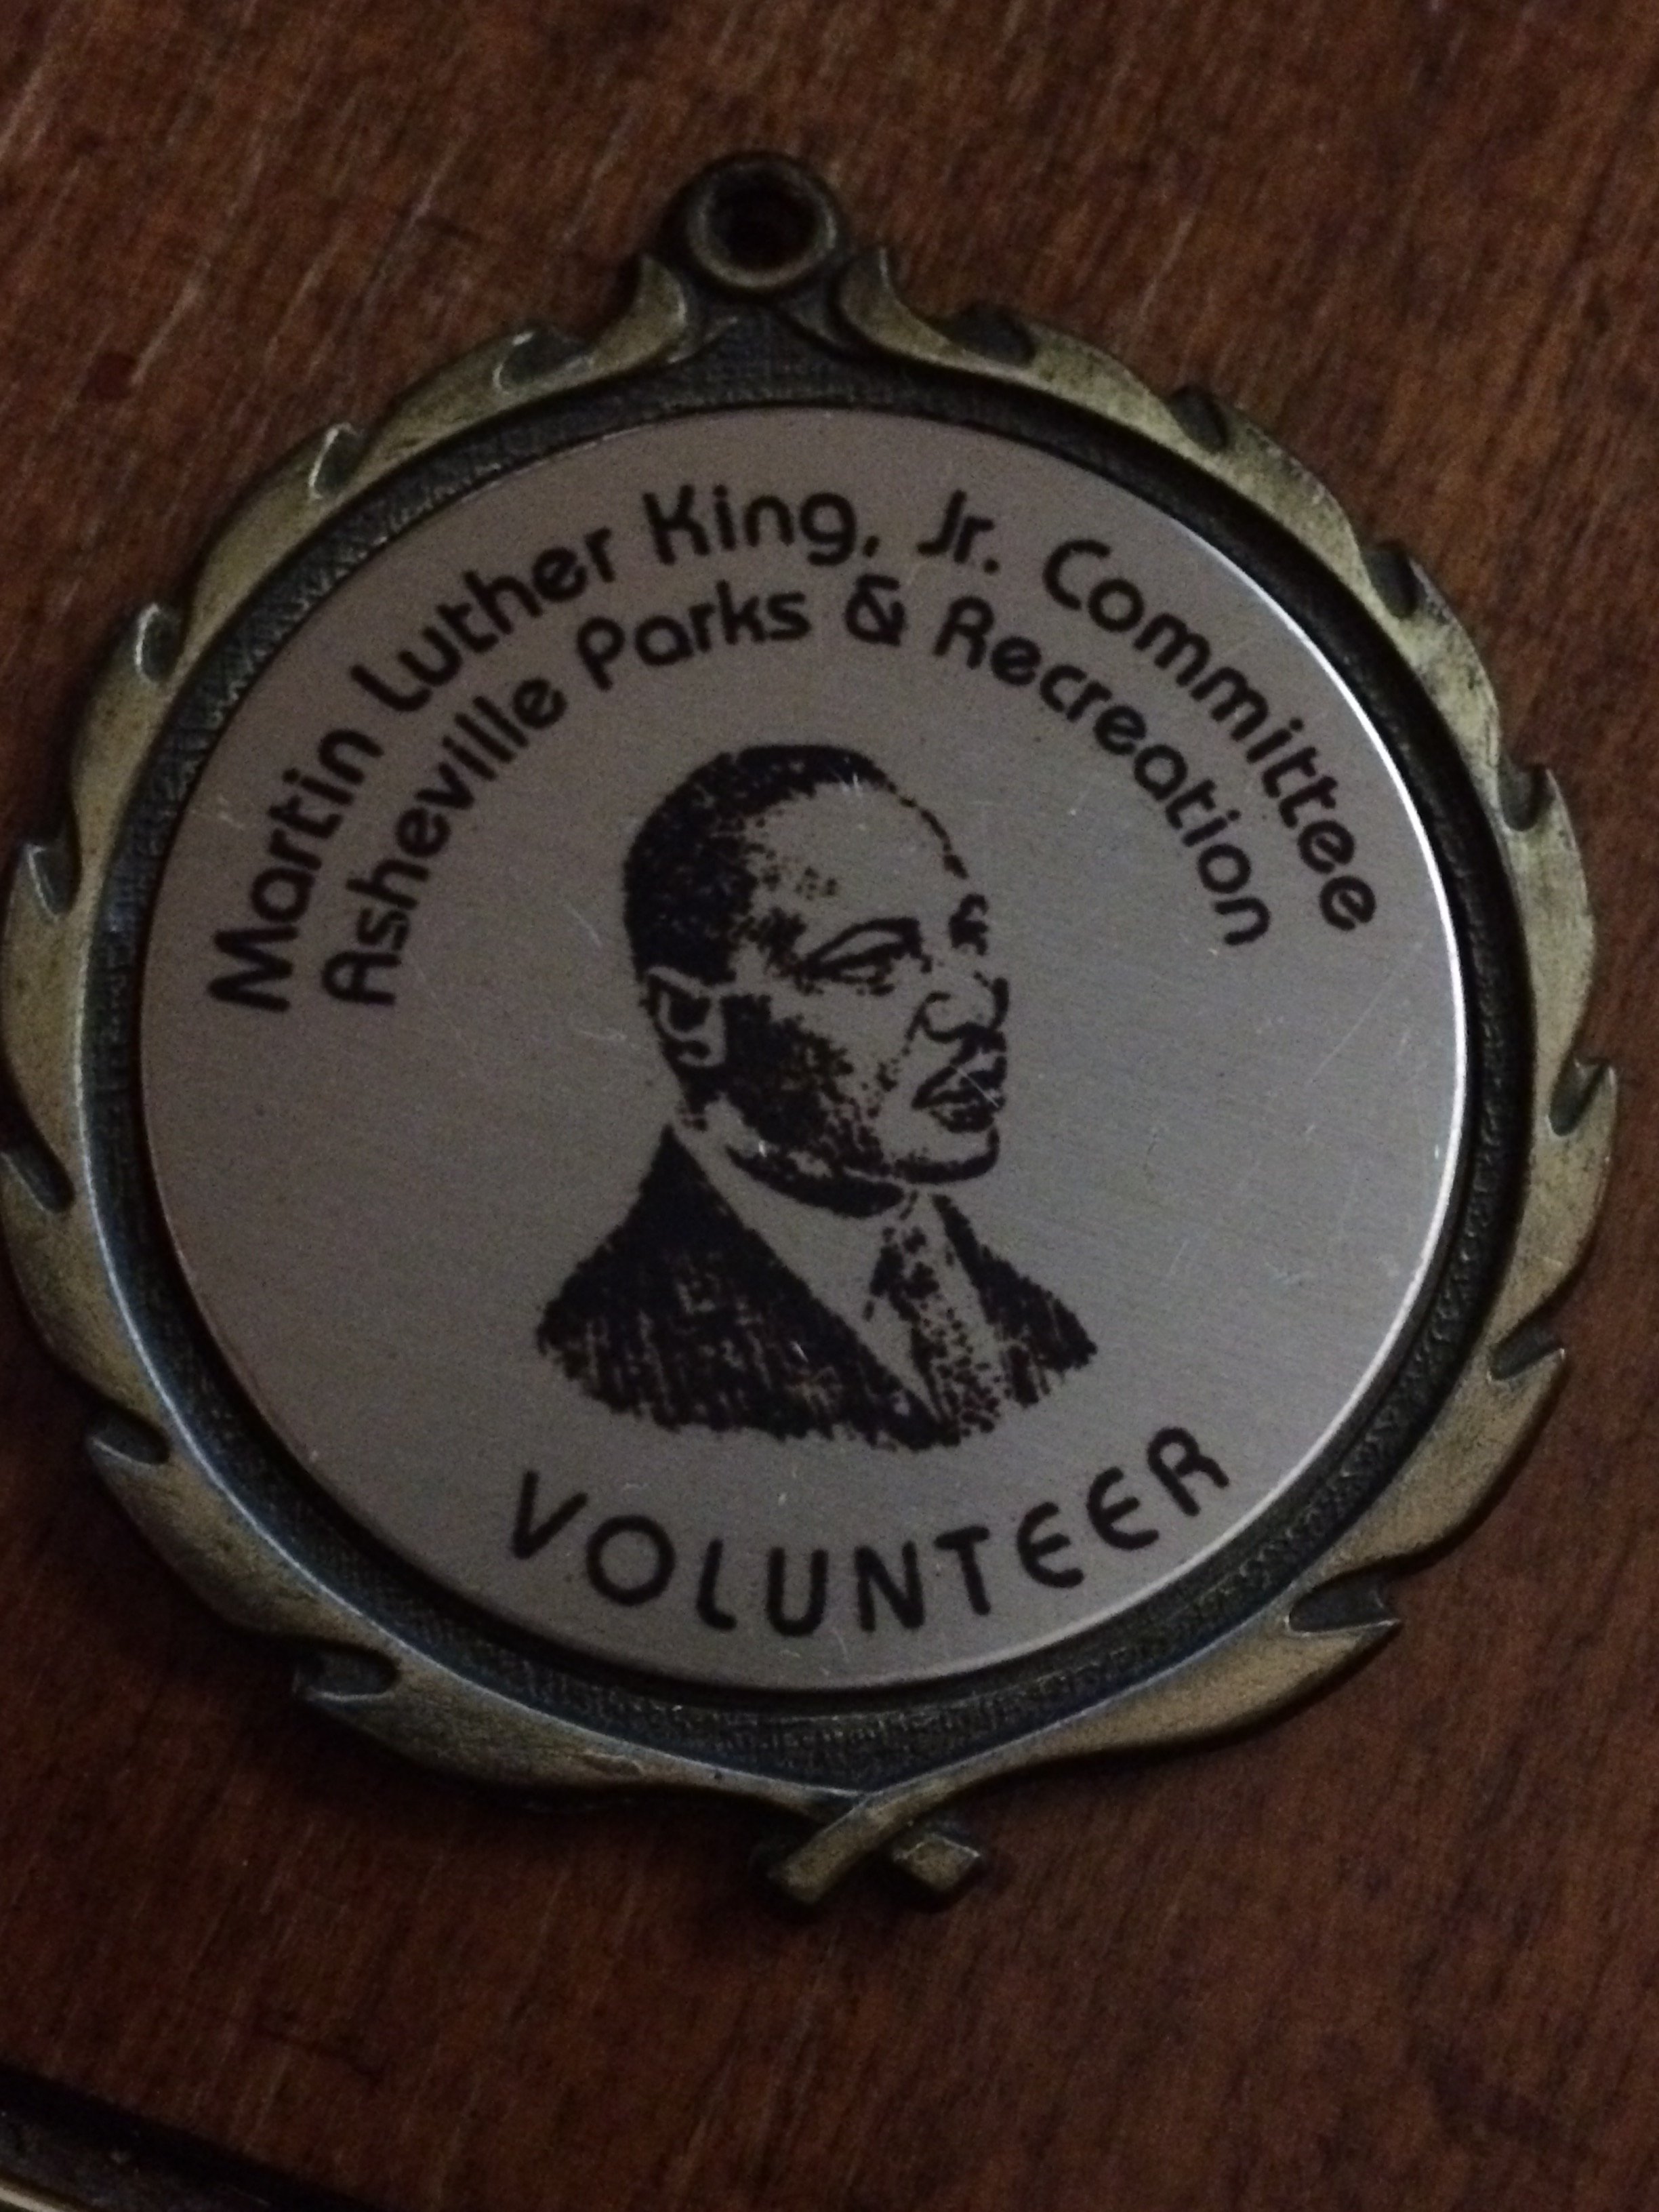 Martin Luther King, Jr. Committee
Asheville Parks & Recreation
VOLUNTEER